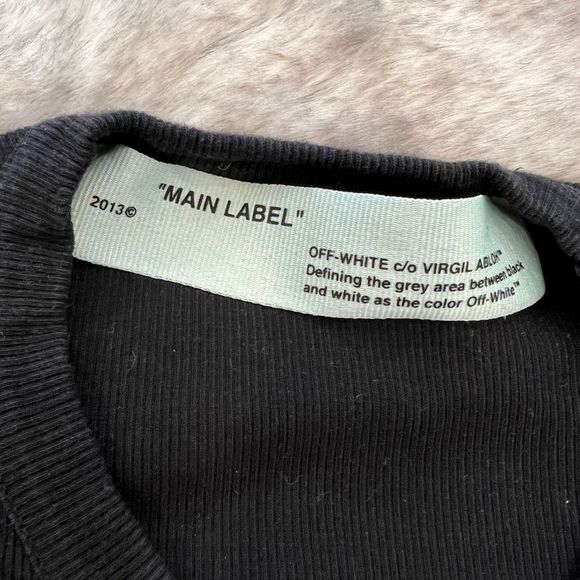 2013©
"MAIN LABEL"
OFF-WHITE c/o VIRGIL ABLOH™
Defining the grey area between black
and white as the color Off-White™